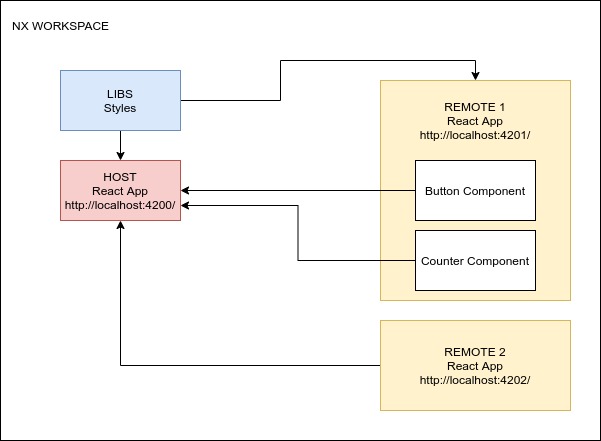 NX WORKSPACE
LIBS
Styles
HOST
React App
http://localhost:4200/
REMOTE 1
React App
http://localhost:4201/
Button Component
Counter Component
REMOTE 2
React App
http://localhost:4202/